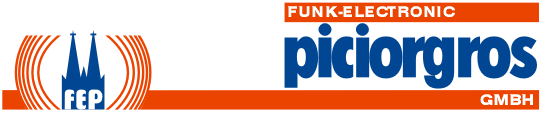 FUNK-ELECTRONIC
piciorgros
FEP
GMBH